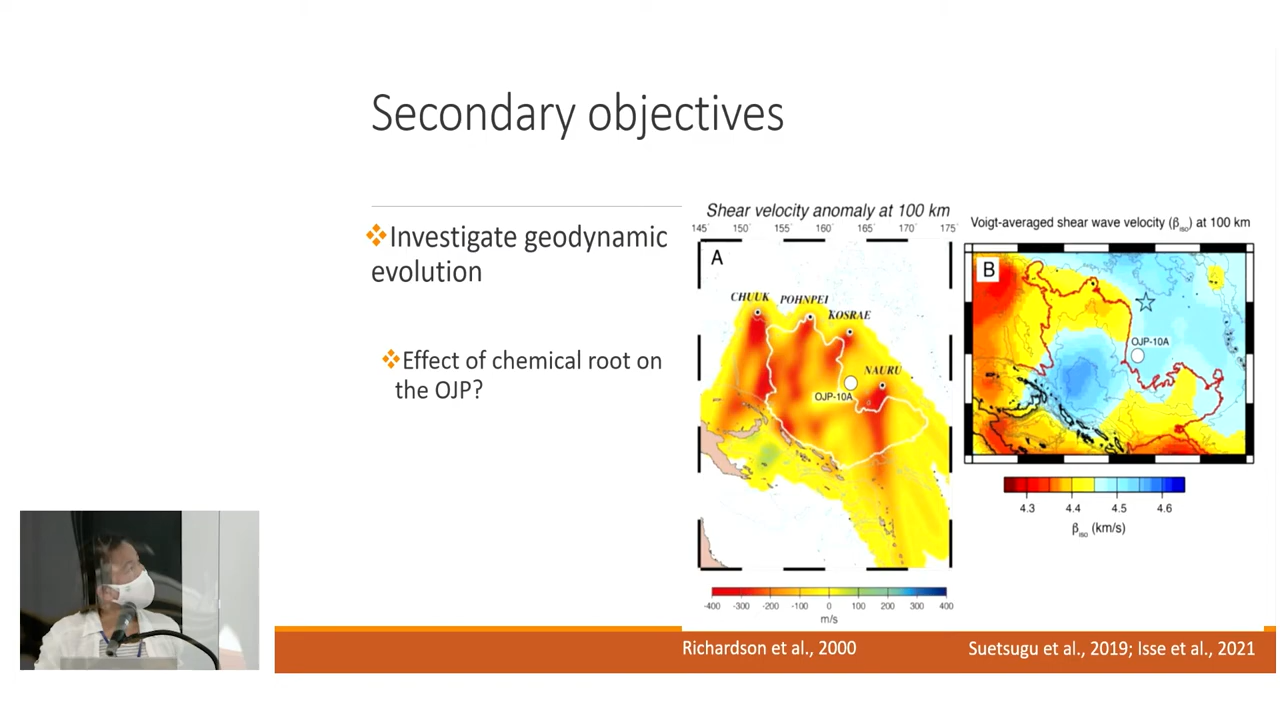 Secondary objectives
❖Investigate geodynamic
evolution
❖Effect of chemical root on
the OJP?
Shear velocity anomaly at 100 km
145° 150° 155° 160° 165° 170° 175°
A
CHUUK
POHNPEI
KOSRAE
NAURU
OJP-10A
-400 -300 -200 -100 0 100 200 300 400
m/s
Voigt-averaged shear wave velocity (βiso) at 100 km
B
OJP-10A
4.3 4.4 4.5 4.6
βiso (km/s)
Richardson et al., 2000
Suetsugu et al., 2019; Isse et al., 2021